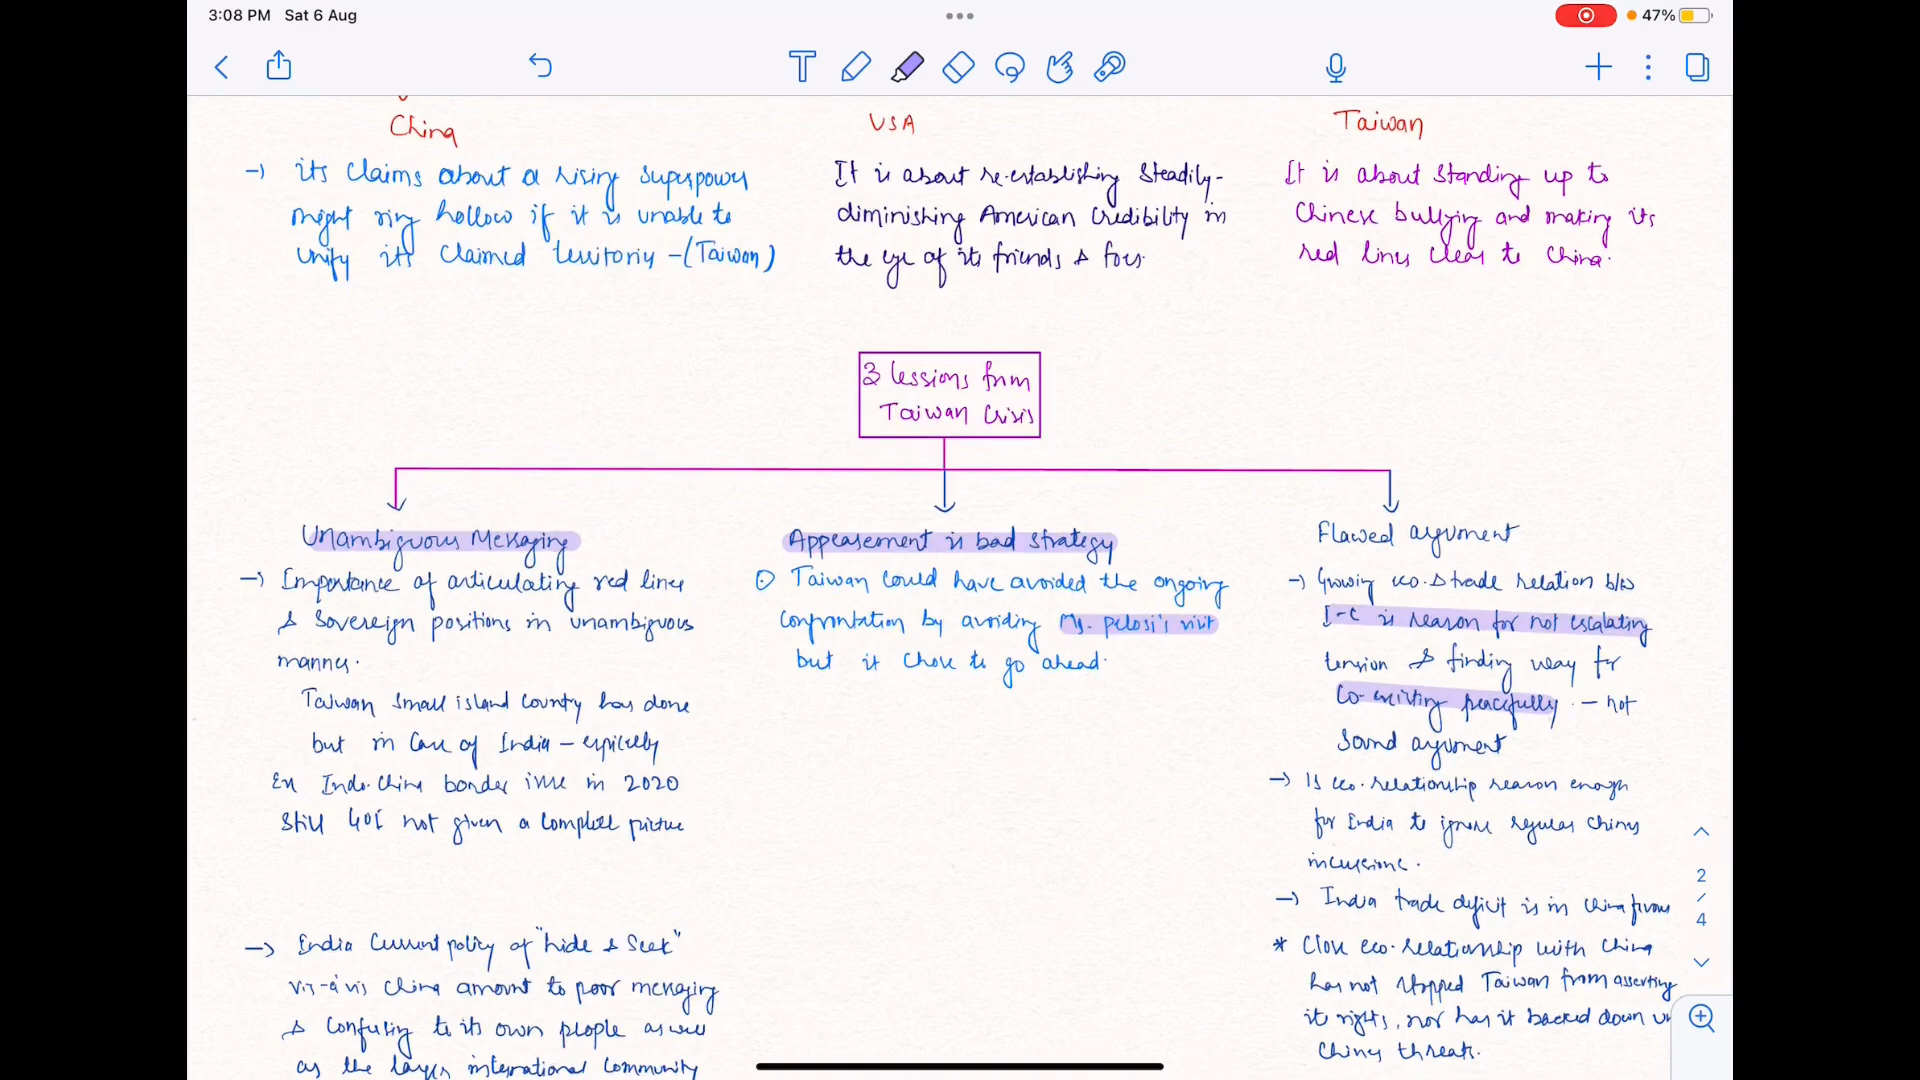 3:08 PM Sat 6 Aug
47%
China
→ its claims about a rising superpower
might ring hollow if it is unable to
unify its claimed territoriy -(Taiwan)
USA
It is about re-establishing steadily-
diminishing American credibility in
the eye of its friends & foes.
Taiwan
It is about standing up to
Chinese bullying and making its
red lines clear to China.
3 lessions from
Taiwan Crisis
Unambiguous Messaging
→ Importance of articulating red lines
& sovereign positions in unambiguous
manner.
Taiwan small island county has done
but in case of India -
Ex Indo-China border issue in 2020
still GOI not given a complete picture
→ India current policy of "hide & seek"
vis-à-vis china amount to poor messaging
& confusing to its own people as well
as the larger international community
Appeasement is bad strategy
⊙ Taiwan could have avoided the ongoing
confrontation by avoiding Ms. pelosi's visit
but it chose to go ahead.
Flawed argument
→ Growing eco. & trade relation b/w
I-C is reason for not escalating
tension & finding way for
co-existing peacefully. - not
sound argument
→ Is eco. relationship reason enough
for India to ignore regular chines
incursions.
→ India trade deficit is in china favour
* Close eco. relationship with China
has not stopped Taiwan from asserting
it rights, nor has it backed down
chines threats.
2
/
4